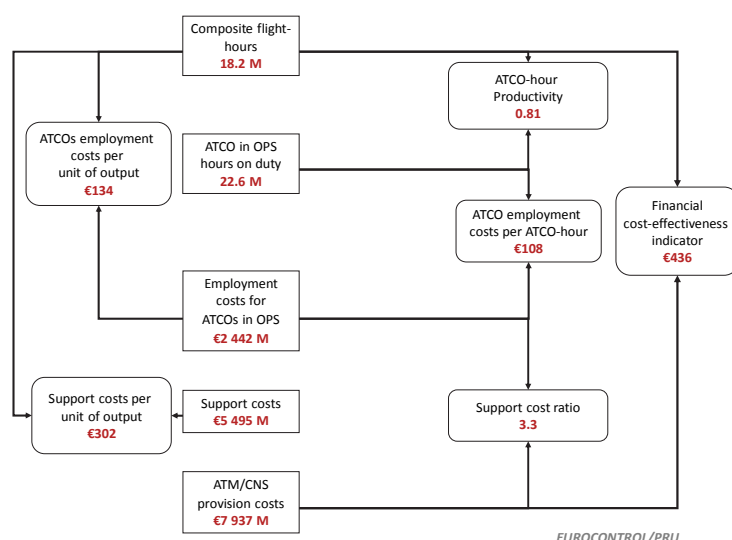 Composite flight-
hours
18.2 M
ATCO-hour
Productivity
0.81
ATCOs employment
costs per
unit of output
€134
ATCO in OPS
hours on duty
22.6 M
ATCO employment
costs per ATCO-hour
€108
Financial
cost-effectiveness
indicator
€436
Employment
costs for
ATCOs in OPS
€2 442 M
Support costs per
unit of output
€302
Support costs
€5 495 M
Support cost ratio
3.3
ATM/CNS
provision costs
€7 937 M
EUROCONTROL/PRU